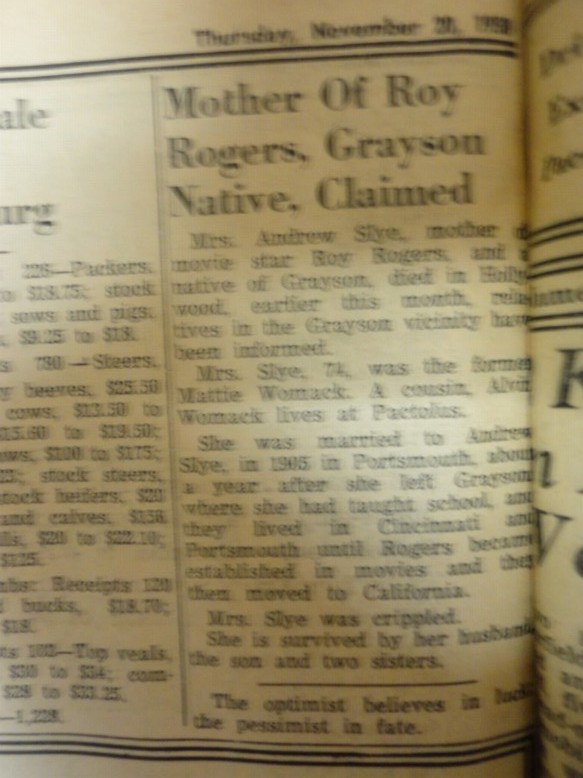 Thursday, November 20, 1958
ale
urg
228—Packers,
to $18.75; stock
sows and pigs,
$9.25 to $18.
780—Steers,
y beeves, $25.50
cows, $13.50 to
$15.60 to $19.50;
ows, $100 to $175;
stock steers,
stock heifers, $20
and calves, $158
$20 to $22.10;
$125.
Receipts 120
bucks, $18.70;
$18.
103—Top veals,
$30 to $34; com-
$28 to $33.25.
—1,228.
Mother Of Roy
Rogers, Grayson
Native, Claimed
Mrs. Andrew Slye, mother
movie star Roy Rogers, and a
native of Grayson, died in Holly
wood, earlier this month, rela
tives in the Grayson vicinity have
been informed.
Mrs. Slye, 74, was the former
Mattie Womack. A cousin, Alvin
Womack lives at Pactolus.
She was married to Andrew
Slye, in 1905 in Portsmouth, about
a year after she left Grayson
where she had taught school, and
they lived in Cincinnati and
Portsmouth until Rogers became
established in movies and they
then moved to California.
Mrs. Slye was crippled.
She is survived by her husband,
the son and two sisters.
The optimist believes in luck;
the pessimist in fate.